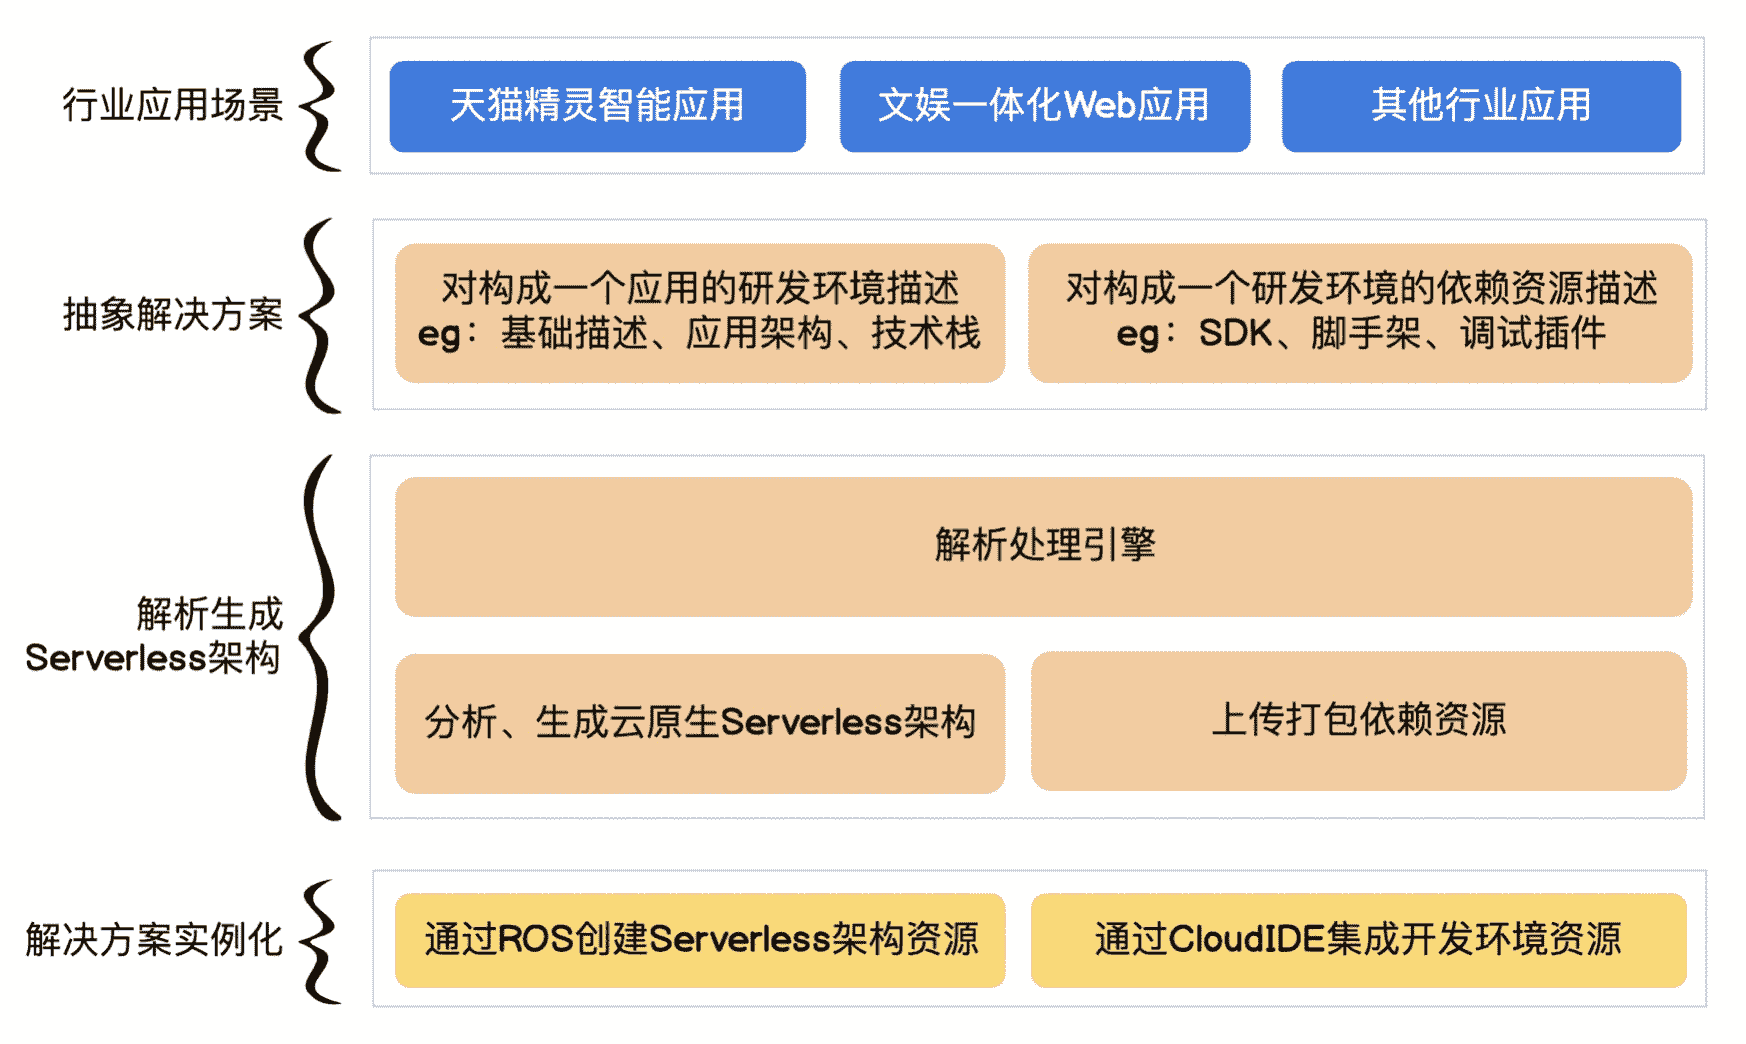 行业应用场景
天猫精灵智能应用
文娱一体化Web应用
其他行业应用
抽象解决方案
对构成一个应用的研发环境描述
eg：基础描述、应用架构、技术栈
对构成一个研发环境的依赖资源描述
eg：SDK、脚手架、调试插件
解析生成
Serverless架构
解析处理引擎
分析、生成云原生Serverless架构
上传打包依赖资源
解决方案实例化
通过ROS创建Serverless架构资源
通过CloudIDE集成开发环境资源